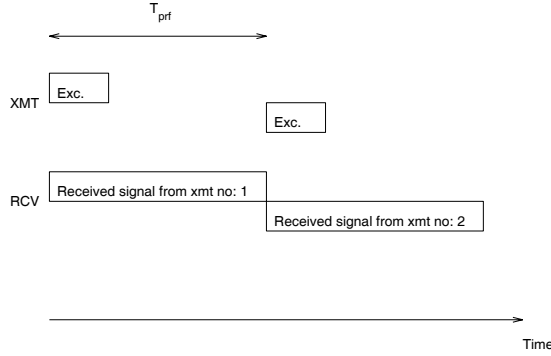 T_prf
XMT
Exc.
Exc.
RCV
Received signal from xmt no: 1
Received signal from xmt no: 2
Time